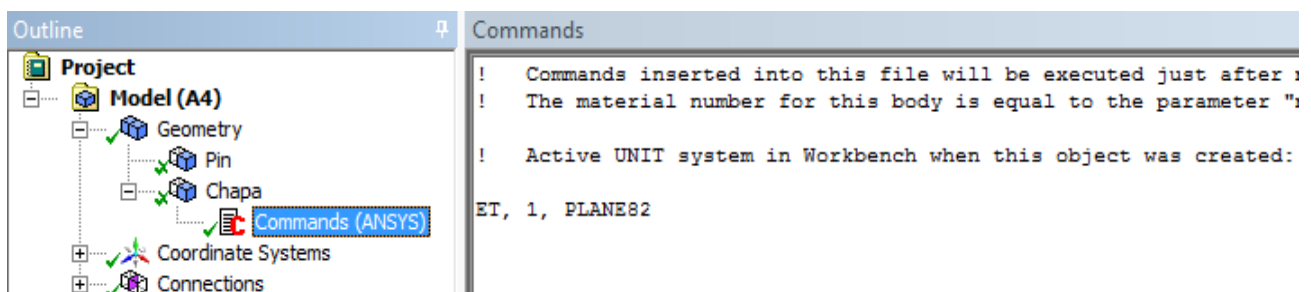 Outline
Project
Model (A4)
Geometry
Pin
Chapa
Commands (ANSYS)
Coordinate Systems
Connections
Commands
! Commands inserted into this file will be executed just after
! The material number for this body is equal to the parameter "
! Active UNIT system in Workbench when this object was created:
ET, 1, PLANE82